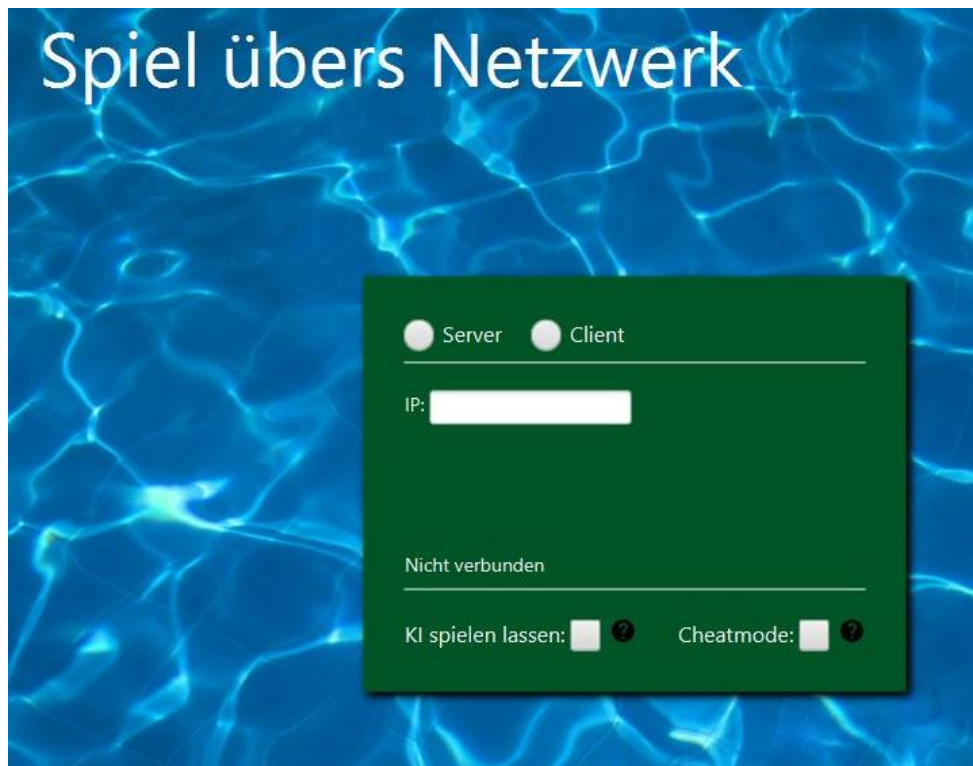 Spiel übers Netzwerk
Server Client
IP:
Nicht verbunden
KI spielen lassen: ? Cheatmode: ?